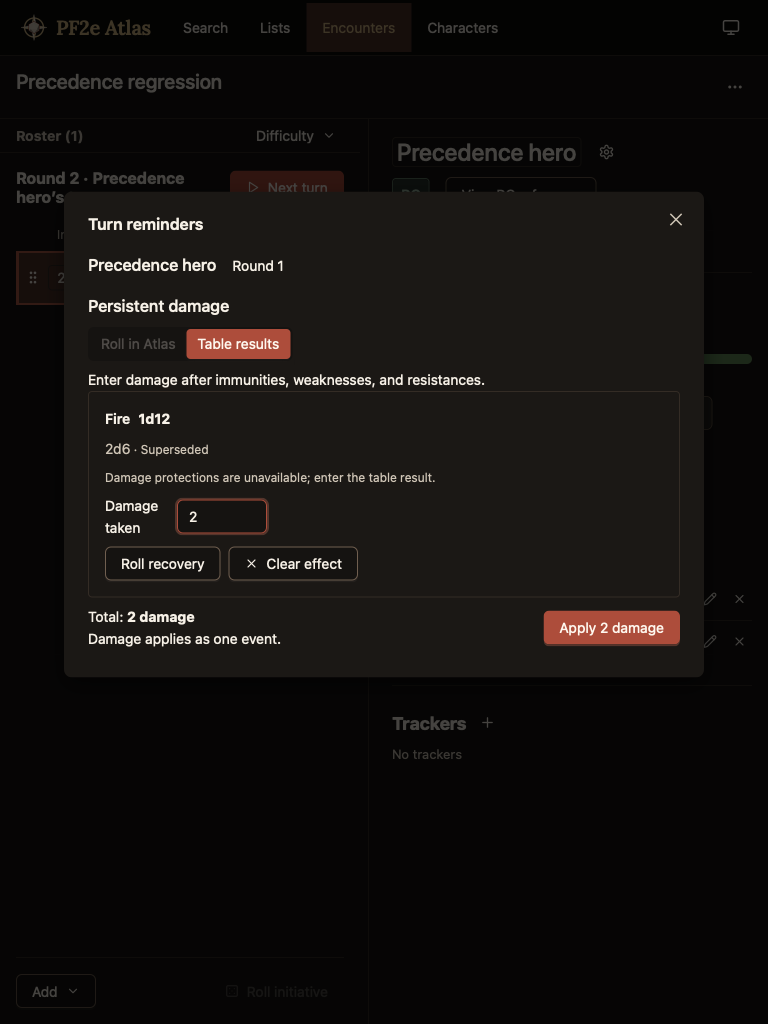 PF2e Atlas
Search
Lists
Encounters
Characters
Precedence regression
Roster (1)
Difficulty
Precedence hero
Round 2 · Precedence
hero's
Next turn
Turn reminders
Precedence hero Round 1
Persistent damage
Roll in Atlas
Table results
Enter damage after immunities, weaknesses, and resistances.
Fire 1d12
2d6 · Superseded
Damage protections are unavailable; enter the table result.
Damage
taken
2
Roll recovery
Clear effect
Total: 2 damage
Damage applies as one event.
Apply 2 damage
Trackers
No trackers
Add
Roll initiative